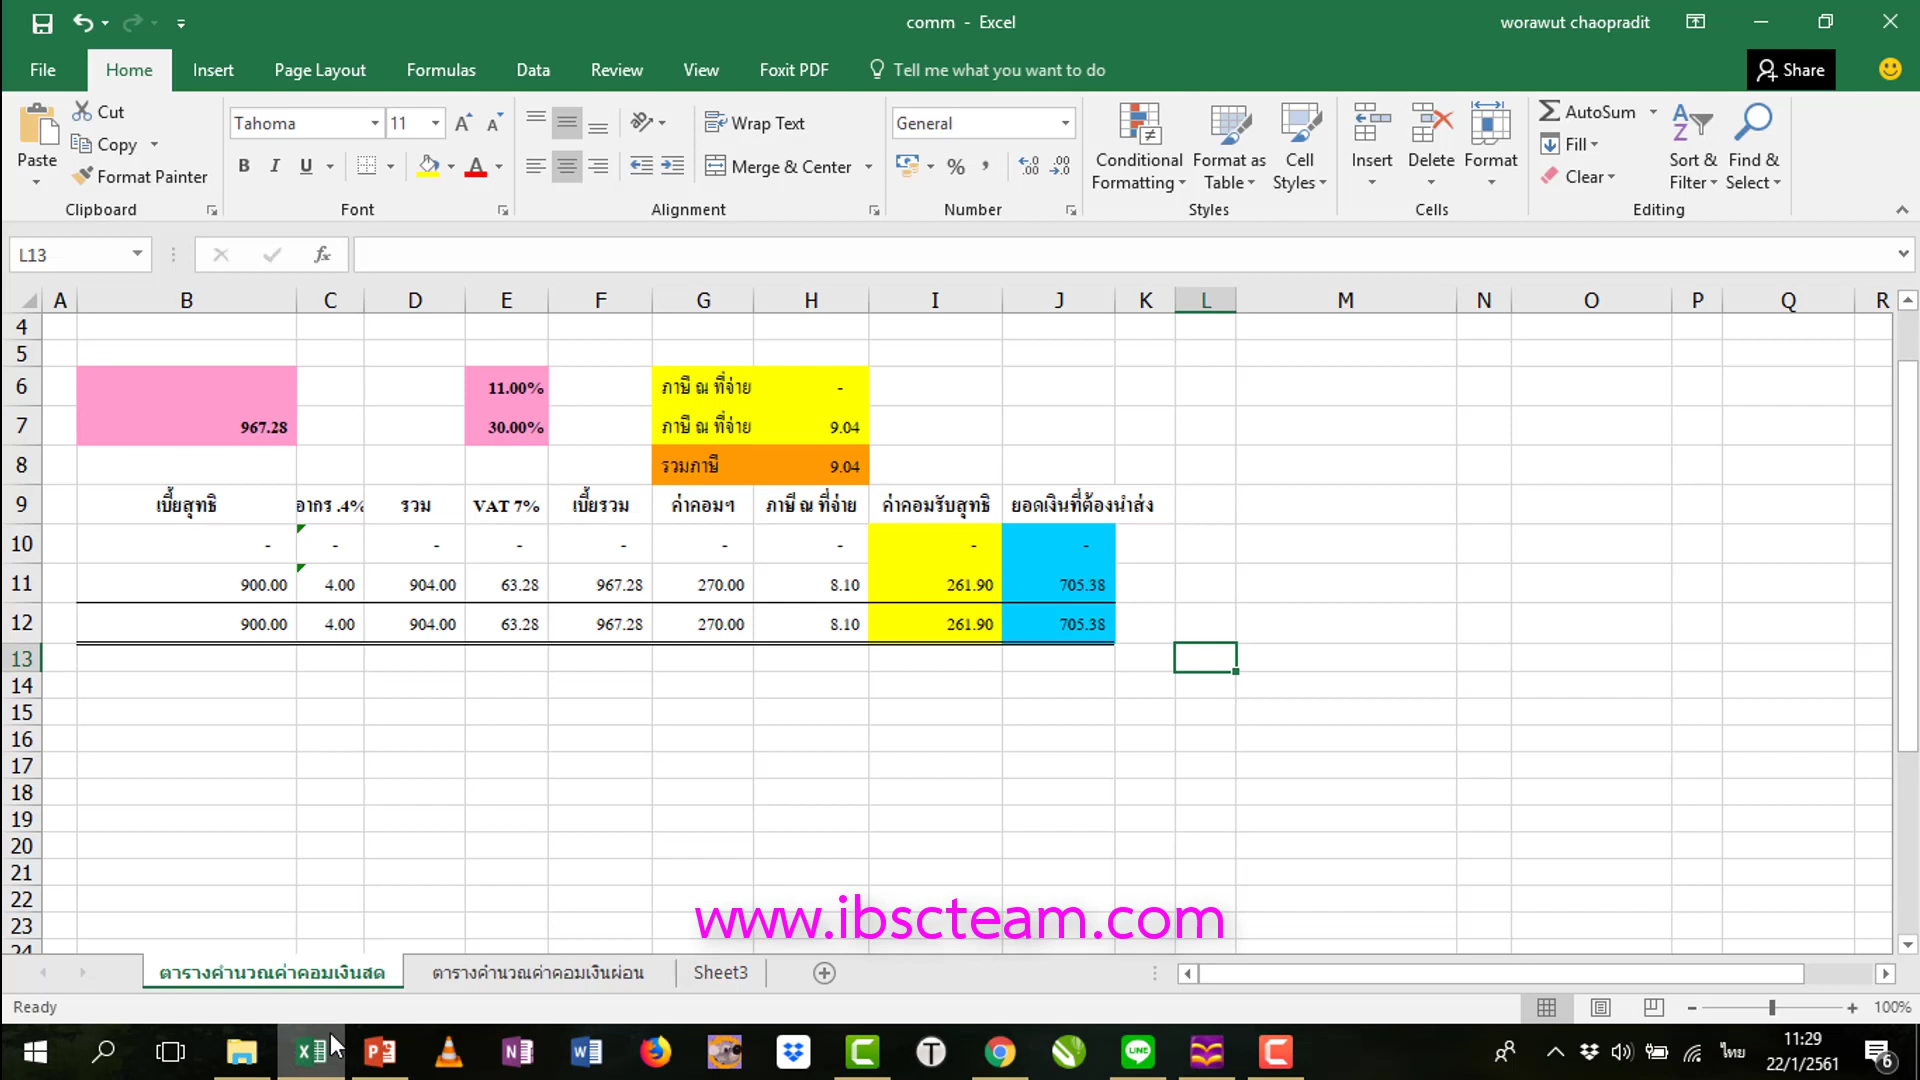 comm - Excel
worawut chaopradit
File Home Insert Page Layout Formulas Data Review View Foxit PDF Tell me what you want to do Share
Cut
Copy
Format Painter
Paste
Clipboard
Tahoma 11
B I U
Font
Wrap Text
Merge & Center
Alignment
General
Number
Conditional Formatting
Format as Table
Cell Styles
Styles
Insert Delete Format
Cells
AutoSum
Fill
Clear
Sort & Filter
Find & Select
Editing
L13 fx
A B C D E F G H I J K L M N O P Q R
4
5
6 11.00% ภาษี ณ ที่จ่าย -
7 967.28 30.00% ภาษี ณ ที่จ่าย 9.04
8 รวมภาษี 9.04
9 เบี้ยสุทธิ อากร .4% รวม VAT 7% เบี้ยรวม ค่าคอมฯ ภาษี ณ ที่จ่าย ค่าคอมรับสุทธิ ยอดเงินที่ต้องนำส่ง
10 - - - - - - - - -
11 900.00 4.00 904.00 63.28 967.28 270.00 8.10 261.90 705.38
12 900.00 4.00 904.00 63.28 967.28 270.00 8.10 261.90 705.38
13
14
15
16
17
18
19
20
21
22
23
24
www.ibscteam.com
ตารางคำนวณค่าคอมเงินสด ตารางคำนวณค่าคอมเงินผ่อน Sheet3
Ready 100%
ไทย 11:29
22/1/2561 6